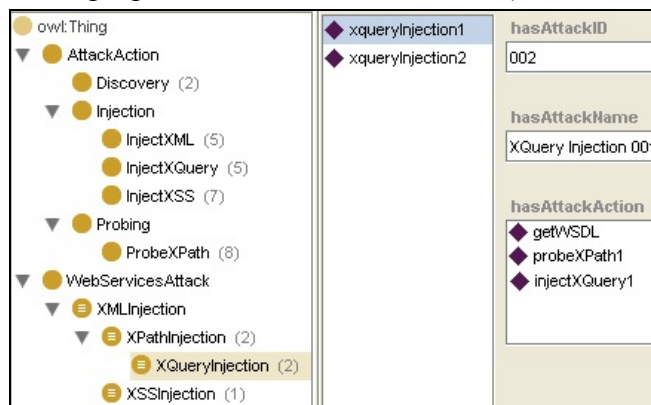 owl:Thing
AttackAction
Discovery (2)
Injection
InjectXML (5)
InjectXQuery (5)
InjectXSS (7)
Probing
ProbeXPath (8)
WebServicesAttack
XMLInjection
XPathInjection (2)
XQueryInjection (2)
XSSInjection (1)
xqueryInjection1
xqueryInjection2
hasAttackID
002
hasAttackName
XQuery Injection 001
hasAttackAction
getWSDL
probeXPath1
injectXQuery1